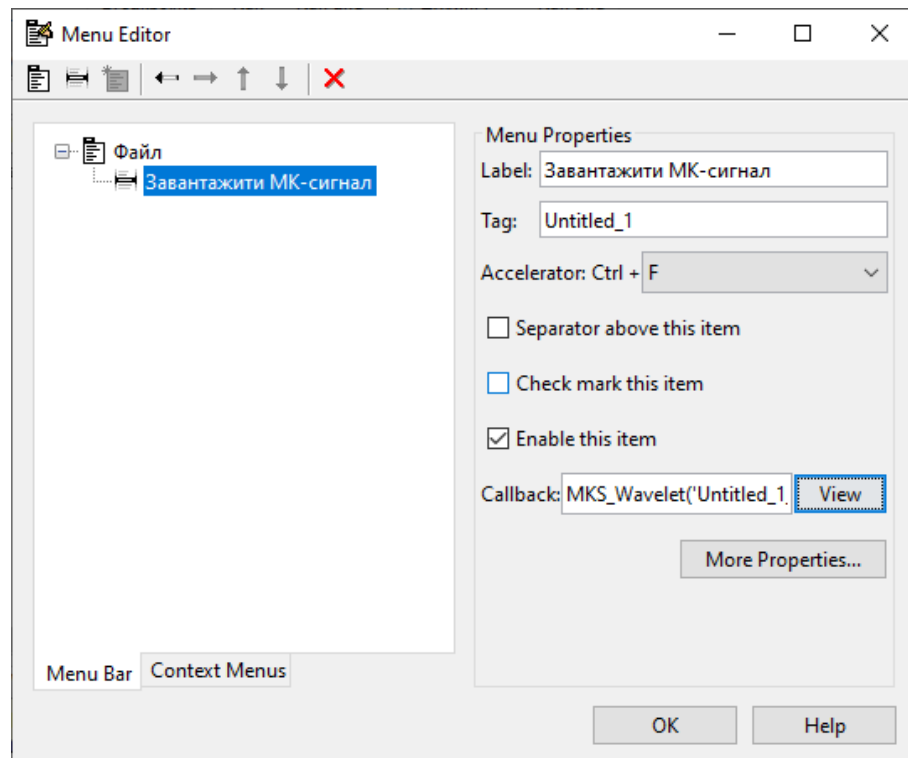 Menu Editor
Файл
Завантажити МК-сигнал
Menu Properties
Label: Завантажити МК-сигнал
Tag: Untitled_1
Accelerator: Ctrl + F
Separator above this item
Check mark this item
Enable this item
Callback: MKS_Wavelet('Untitled_1 View
More Properties...
Menu Bar Context Menus
OK Help